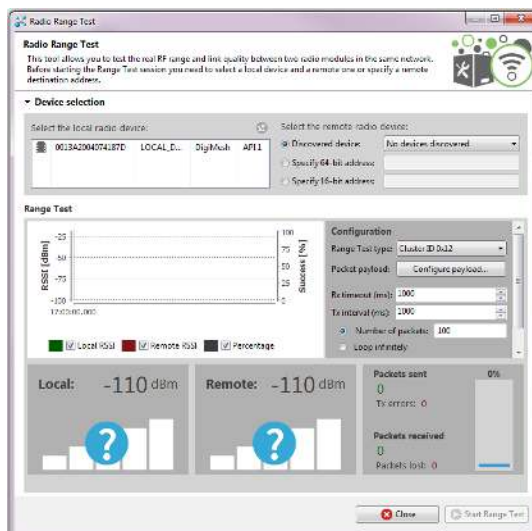 Radio Range Test
Radio Range Test
This tool allows you to test the real RF range and link quality between two radio modules in the same network.
Before starting the Range Test session you need to select a local device and a remote one or specify a remote
destination address.
Device selection
Select the local radio device:
0013A2004074187D LOCAL_D... DigiMesh API 1
Select the remote radio device:
Discovered device: No devices discovered
Specify 64-bit address:
Specify 16-bit address:
Range Test
RSSI [dBm]
-25
-50
-75
-100
17:00:00.000
100
75
50
25
0
Success [%]
Local RSSI Remote RSSI Percentage
Configuration
Range Test type: Cluster ID 0x12
Packet payload: Configure payload...
Rx timeout (ms): 1000
Tx interval (ms): 1000
Number of packets: 100
Loop infinitely
Local: -110 dBm
Remote: -110 dBm
Packets sent
0
Tx errors: 0
Packets received
0
Packets lost: 0
0%
Close
Start Range Test